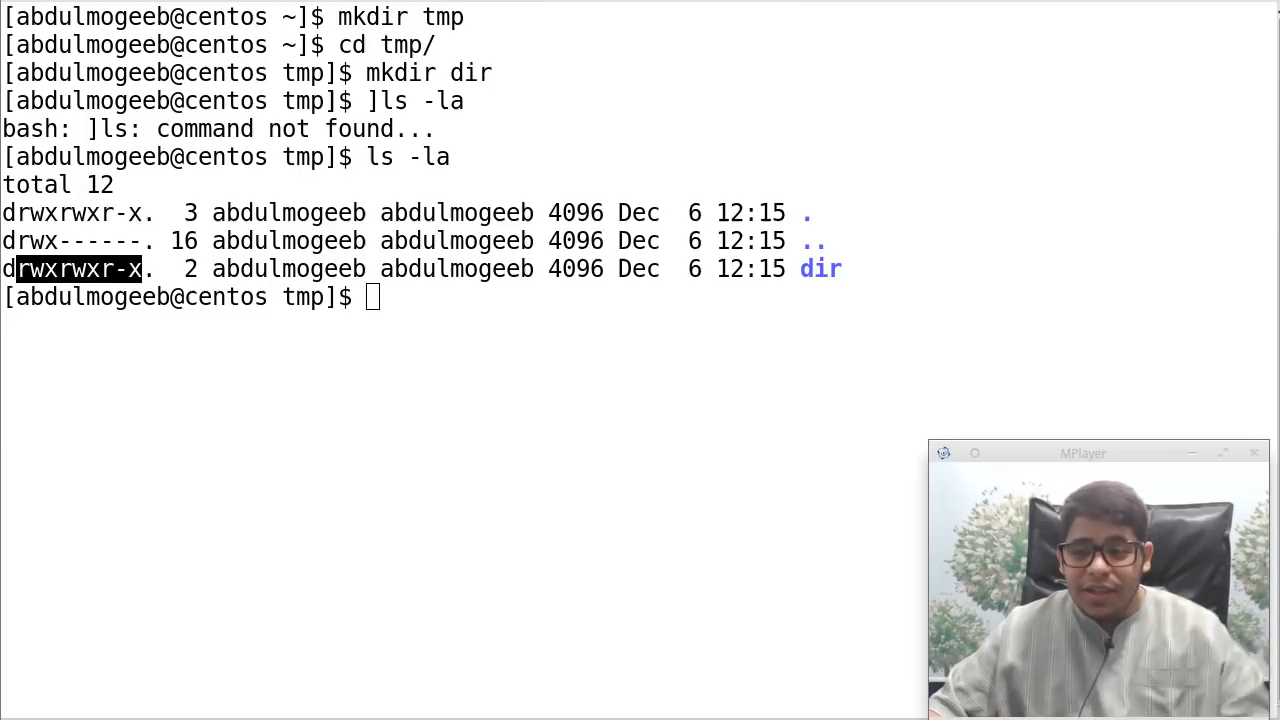 [abdulmogeeb@centos ~]$ mkdir tmp
[abdulmogeeb@centos ~]$ cd tmp/
[abdulmogeeb@centos tmp]$ mkdir dir
[abdulmogeeb@centos tmp]$ ]ls -la
bash: ]ls: command not found...
[abdulmogeeb@centos tmp]$ ls -la
total 12
drwxrwxr-x.  3 abdulmogeeb abdulmogeeb 4096 Dec  6 12:15 .
drwx------. 16 abdulmogeeb abdulmogeeb 4096 Dec  6 12:15 ..
drwxrwxr-x.  2 abdulmogeeb abdulmogeeb 4096 Dec  6 12:15 dir
[abdulmogeeb@centos tmp]$
MPlayer